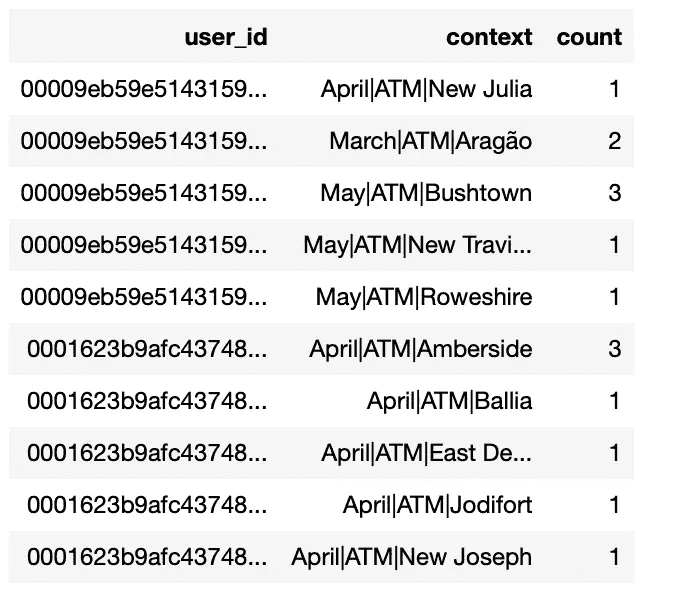 user_id context count
00009eb59e5143159... April|ATM|New Julia 1
00009eb59e5143159... March|ATM|Aragão 2
00009eb59e5143159... May|ATM|Bushtown 3
00009eb59e5143159... May|ATM|New Travi... 1
00009eb59e5143159... May|ATM|Roweshire 1
0001623b9afc43748... April|ATM|Amberside 3
0001623b9afc43748... April|ATM|Ballia 1
0001623b9afc43748... April|ATM|East De... 1
0001623b9afc43748... April|ATM|Jodifort 1
0001623b9afc43748... April|ATM|New Joseph 1